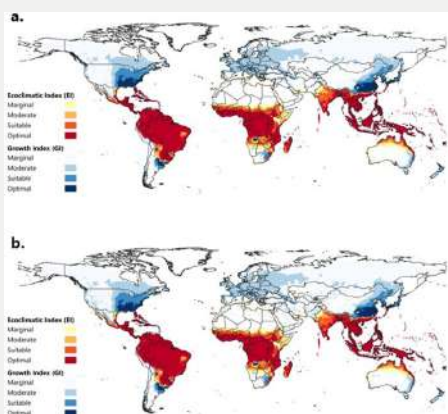 a.
Ecoclimatic Index (EI)
Marginal
Moderate
Suitable
Optimal
Growth Index (GI)
Marginal
Moderate
Suitable
Optimal
b.
Ecoclimatic Index (EI)
Marginal
Moderate
Suitable
Optimal
Growth Index (GI)
Marginal
Moderate
Suitable
Optimal